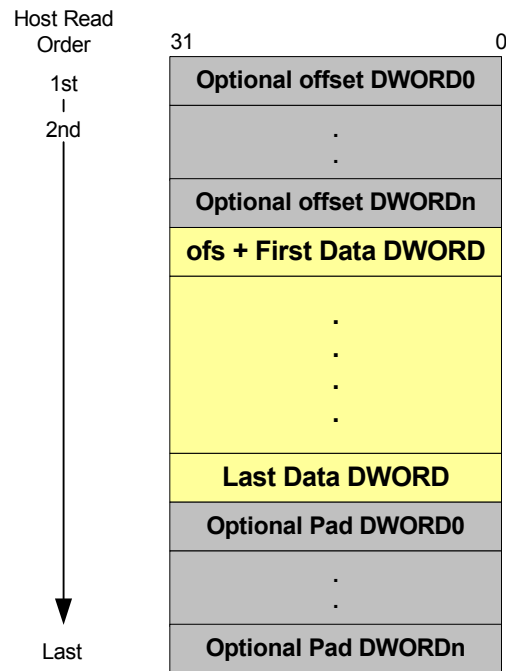 Host Read
Order
31 0
1st
2nd
Optional offset DWORD0
.
.
Optional offset DWORDn
ofs + First Data DWORD
.
.
.
.
Last Data DWORD
Optional Pad DWORD0
.
.
Last
Optional Pad DWORDn